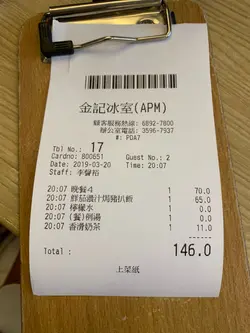 金記冰室(APM)
顧客服務熱線: 6892-7800
辦公室電話: 3596-7937
#: PDA7
Tbl No.: 17
Cardno: 800651 Guest No.: 2
Date: 2019-03-20 Time: 20:07
Staff: 李馨裕
20:07 晚餐4 1 70.0
20:07 鮮茄濃汁焗豬扒飯 1 65.0
20:07 檸檬水 1 0.0
20:07 (餐)例湯 1 0.0
20:07 香滑奶茶 1 11.0
Total: 146.0
上菜紙